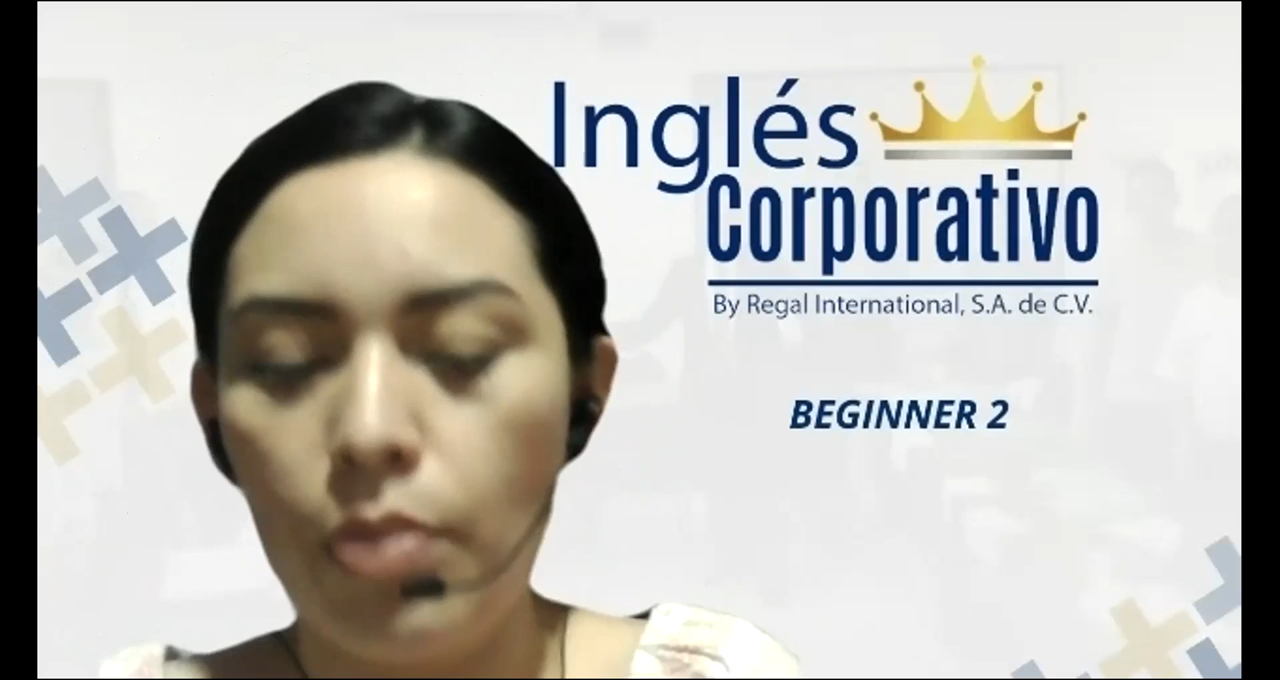 Inglés
Corporativo
By Regal International, S.A. de C.V.
BEGINNER 2